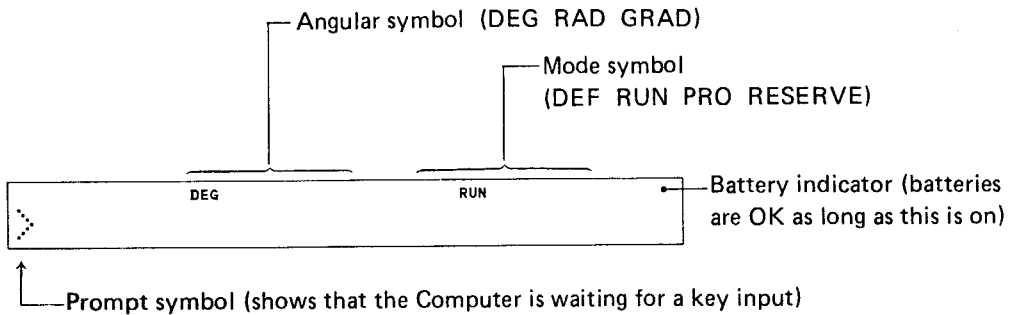 Angular symbol (DEG RAD GRAD)
Mode symbol
(DEF RUN PRO RESERVE)
DEG
RUN
Battery indicator (batteries
are OK as long as this is on)
>
Prompt symbol (shows that the Computer is waiting for a key input)